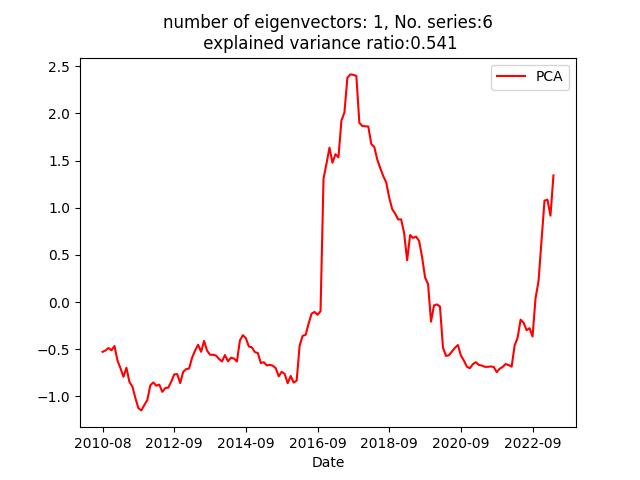 number of eigenvectors: 1, No. series:6
explained variance ratio:0.541
PCA
2.5
2.0
1.5
1.0
0.5
0.0
−0.5
−1.0
2010-08 2012-09 2014-09 2016-09 2018-09 2020-09 2022-09
Date